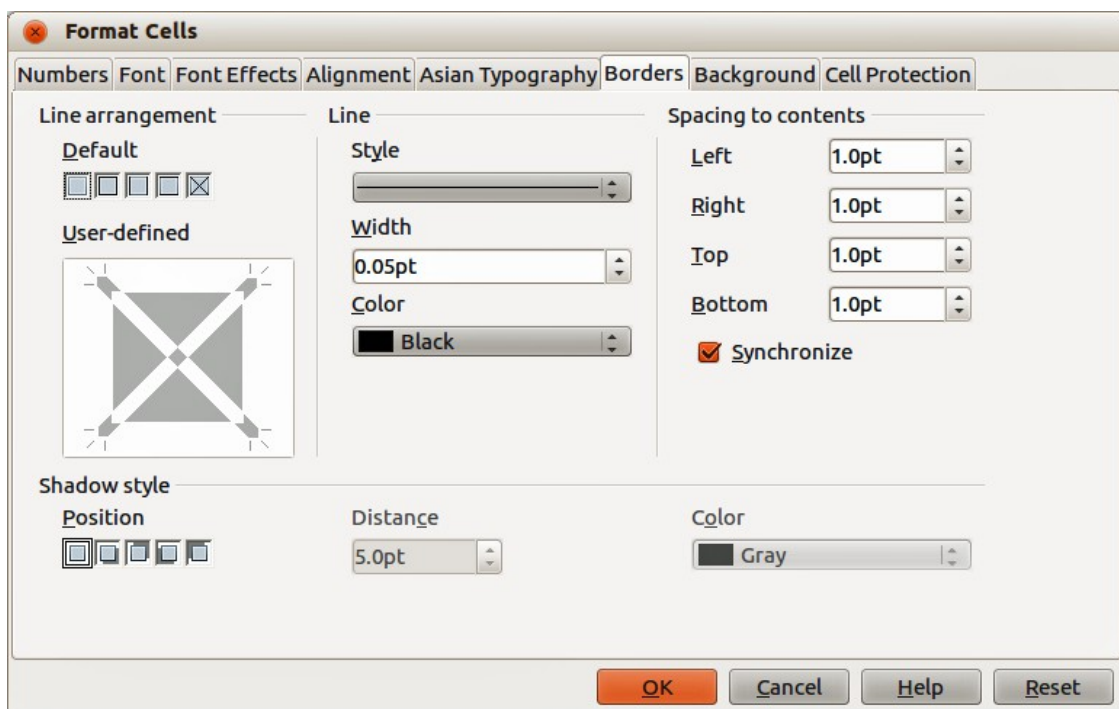 Format Cells
Numbers Font Font Effects Alignment Asian Typography Borders Background Cell Protection
Line arrangement
Default
User-defined
Line
Style
Width
0.05pt
Color
Black
Spacing to contents
Left 1.0pt
Right 1.0pt
Top 1.0pt
Bottom 1.0pt
Synchronize
Shadow style
Position
Distance
5.0pt
Color
Gray
OK Cancel Help Reset